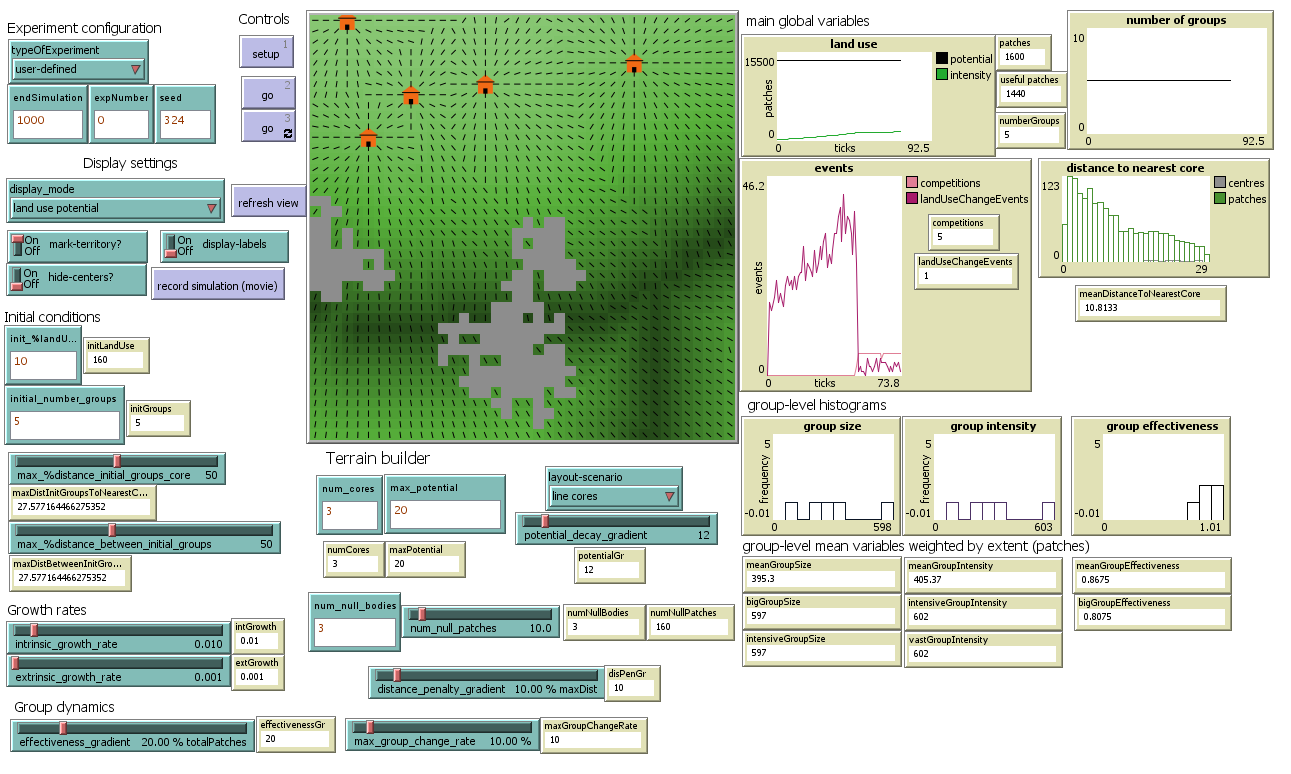 Experiment configuration
typeOfExperiment
user-defined
endSimulation
1000
expNumber
0
seed
324
Controls
setup
1
go
2
go
3
Display settings
display_mode
land use potential
refresh view
On
Off
mark-territory?
On
Off
display-labels
On
Off
hide-centers?
record simulation (movie)
Initial conditions
init_%landU...
10
initLandUse
160
initial_number_groups
5
initGroups
5
max_%distance_initial_groups_core 50
maxDistInitGroupsToNearestC...
27.577164466275352
max_%distance_between_initial_groups 50
maxDistBetweenInitGro...
27.577164466275352
Growth rates
intrinsic_growth_rate 0.010
intGrowth
0.01
extrinsic_growth_rate 0.001
extGrowth
0.001
Group dynamics
effectiveness_gradient 20.00 % totalPatches
effectivenessGr
20
max_group_change_rate 10.00 %
maxGroupChangeRate
10
Terrain builder
num_cores
3
max_potential
20
layout-scenario
line cores
potential_decay_gradient 12
numCores
3
maxPotential
20
potentialGr
12
num_null_bodies
3
num_null_patches 10.0
numNullBodies
3
numNullPatches
160
distance_penalty_gradient 10.00 % maxDist
disPenGr
10
main global variables
land use
15500
patches
0
0
ticks
92.5
potential
intensity
patches
1600
useful patches
1440
numberGroups
5
number of groups
10
0
0
92.5
events
46.2
events
0
0
ticks
73.8
competitions
landUseChangeEvents
competitions
5
landUseChangeEvents
1
distance to nearest core
123
0
0
29
centres
patches
meanDistanceToNearestCore
10.8133
group-level histograms
group size
5
frequency
-0.01
0
598
group intensity
5
frequency
-0.01
0
603
group effectiveness
5
-0.01
0
1.01
group-level mean variables weighted by extent (patches)
meanGroupSize
395.3
meanGroupIntensity
405.37
meanGroupEffectiveness
0.8675
bigGroupSize
597
intensiveGroupIntensity
602
bigGroupEffectiveness
0.8075
intensiveGroupSize
597
vastGroupIntensity
602